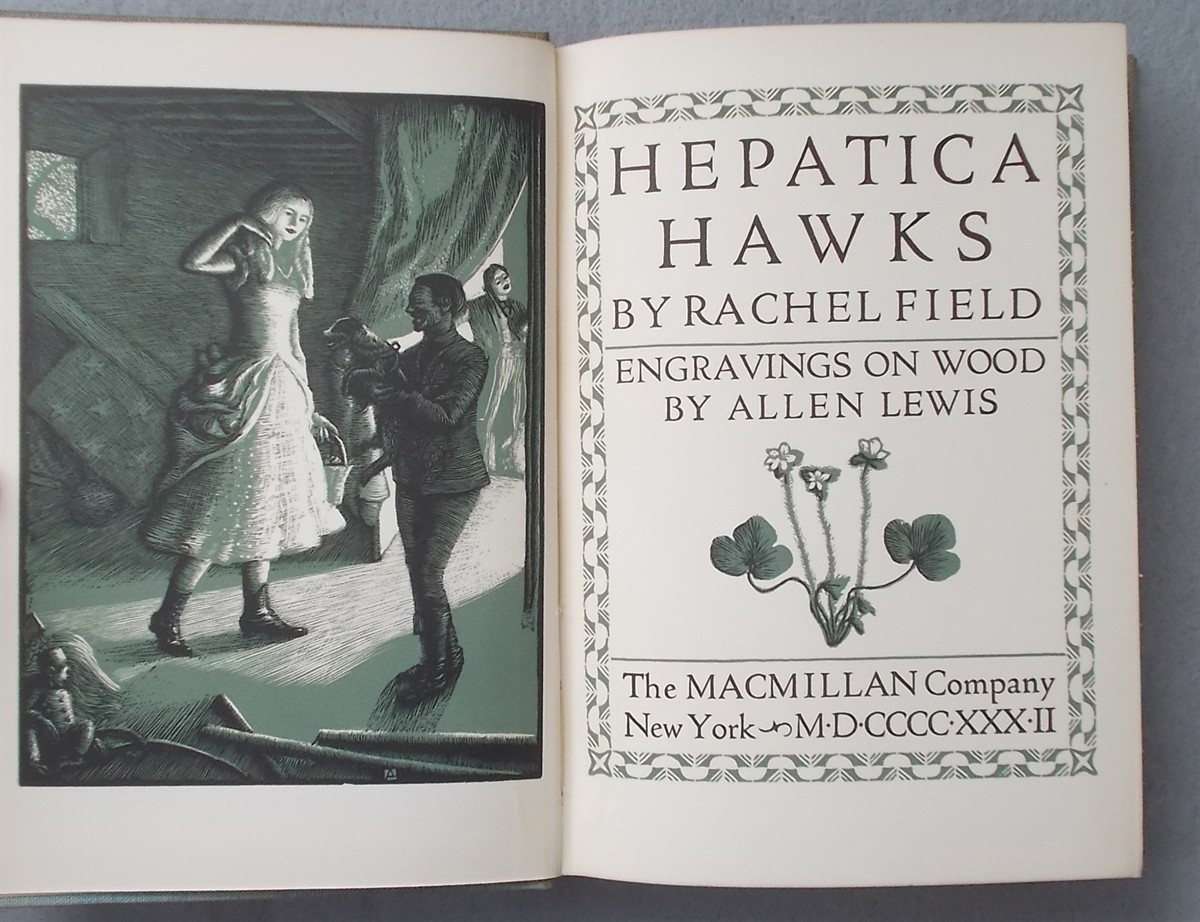 HEPATICA
HAWKS
BY RACHEL FIELD
ENGRAVINGS ON WOOD
BY ALLEN LEWIS
The MACMILLAN Company
New York M·D·CCCC·XXX·II